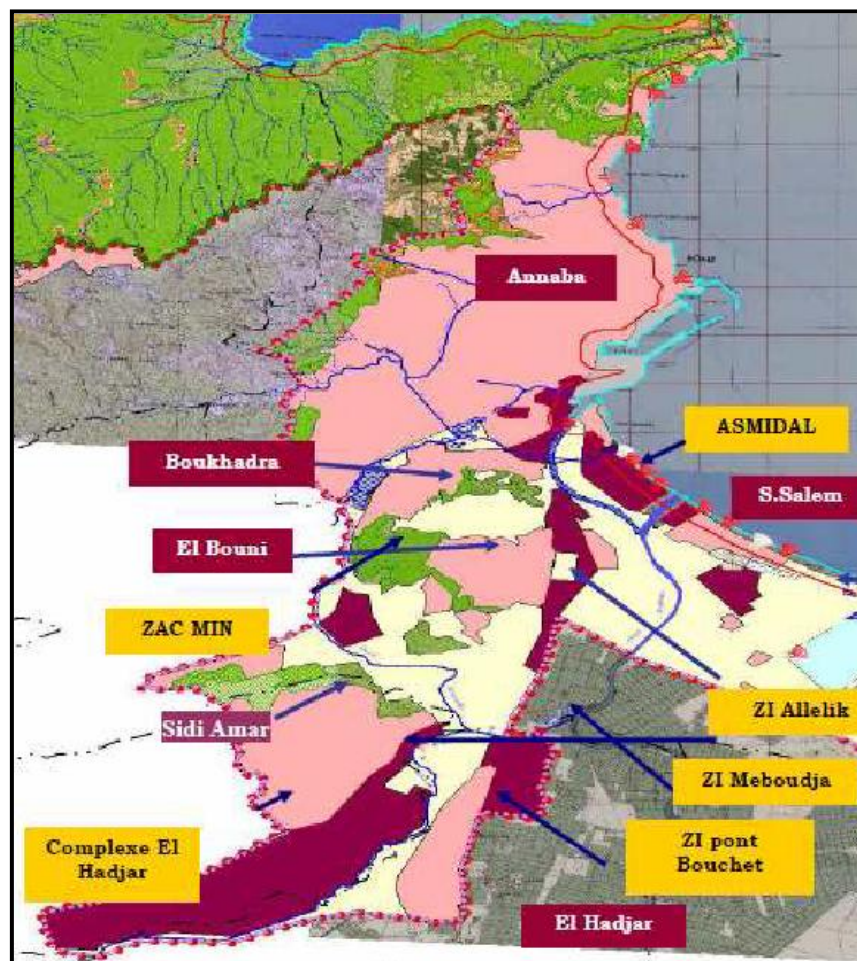 Annaba
ASMIDAL
Boukhadra
S.Salem
El Bouni
ZAC MIN
ZI Allelik
Sidi Amar
ZI Meboudja
Complexe El
Hadjar
ZI pont
Bouchet
El Hadjar